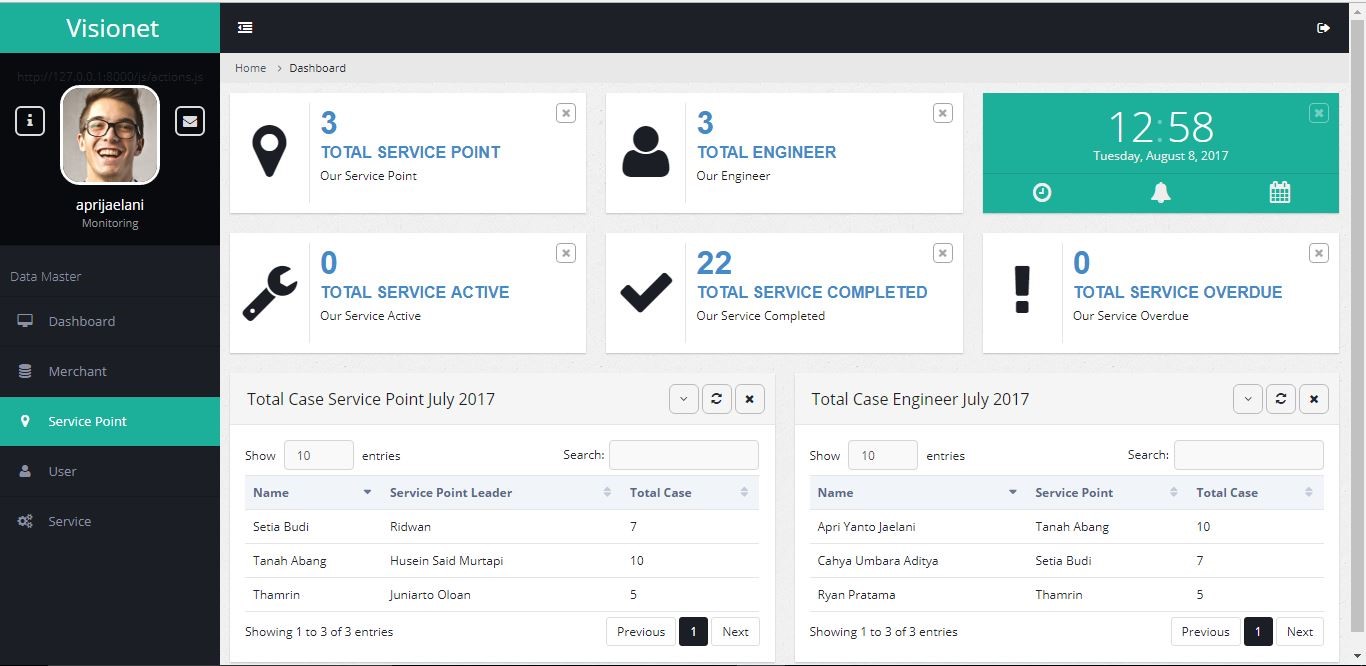 Visionet
http://127.0.0.1:8000/js/actions.js
aprijaelani
Monitoring
Data Master
Dashboard
Merchant
Service Point
User
Service
Home > Dashboard
3
TOTAL SERVICE POINT
Our Service Point
3
TOTAL ENGINEER
Our Engineer
12:58
Tuesday, August 8, 2017
0
TOTAL SERVICE ACTIVE
Our Service Active
22
TOTAL SERVICE COMPLETED
Our Service Completed
0
TOTAL SERVICE OVERDUE
Our Service Overdue
Total Case Service Point July 2017
Show 10 entries Search:
Name Service Point Leader Total Case
Setia Budi Ridwan 7
Tanah Abang Husein Said Murtapi 10
Thamrin Juniarto Oloan 5
Showing 1 to 3 of 3 entries Previous 1 Next
Total Case Engineer July 2017
Show 10 entries Search:
Name Service Point Total Case
Apri Yanto Jaelani Tanah Abang 10
Cahya Umbara Aditya Setia Budi 7
Ryan Pratama Thamrin 5
Showing 1 to 3 of 3 entries Previous 1 Next